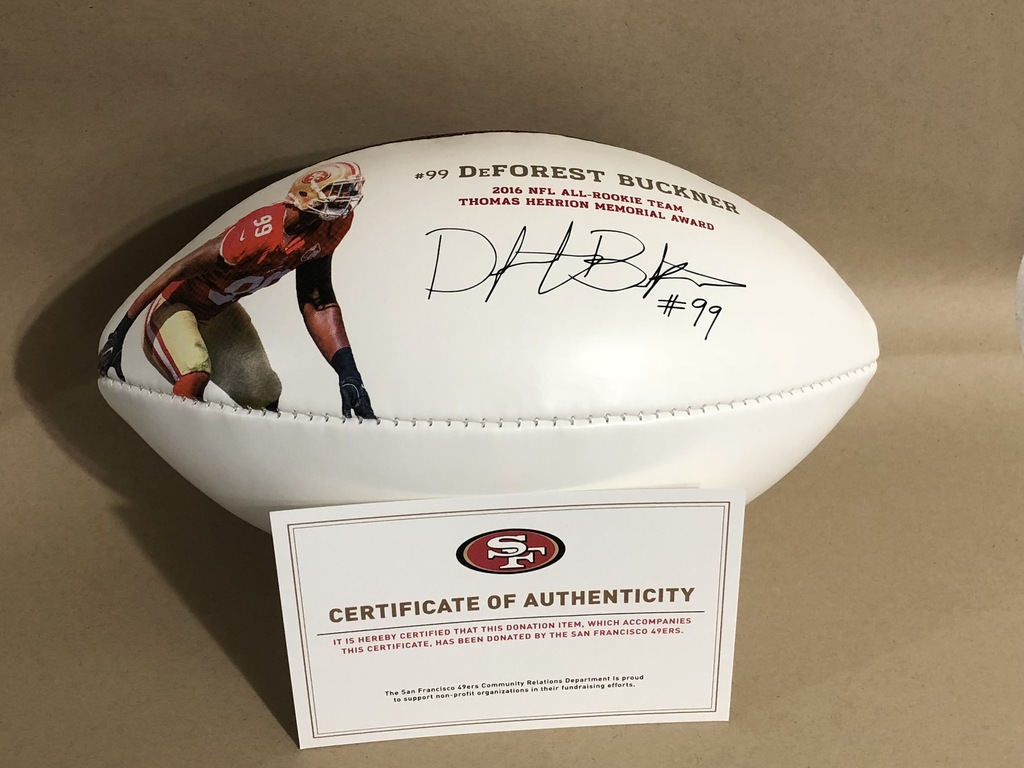 #99 DEFOREST BUCKNER
2016 NFL ALL-ROOKIE TEAM
THOMAS HERRION MEMORIAL AWARD
#99
99
SF
CERTIFICATE OF AUTHENTICITY
IT IS HEREBY CERTIFIED THAT THIS DONATION ITEM, WHICH ACCOMPANIES
THIS CERTIFICATE, HAS BEEN DONATED BY THE SAN FRANCISCO 49ERS.
The San Francisco 49ers Community Relations Department is proud
to support non-profit organizations in their fundraising efforts.